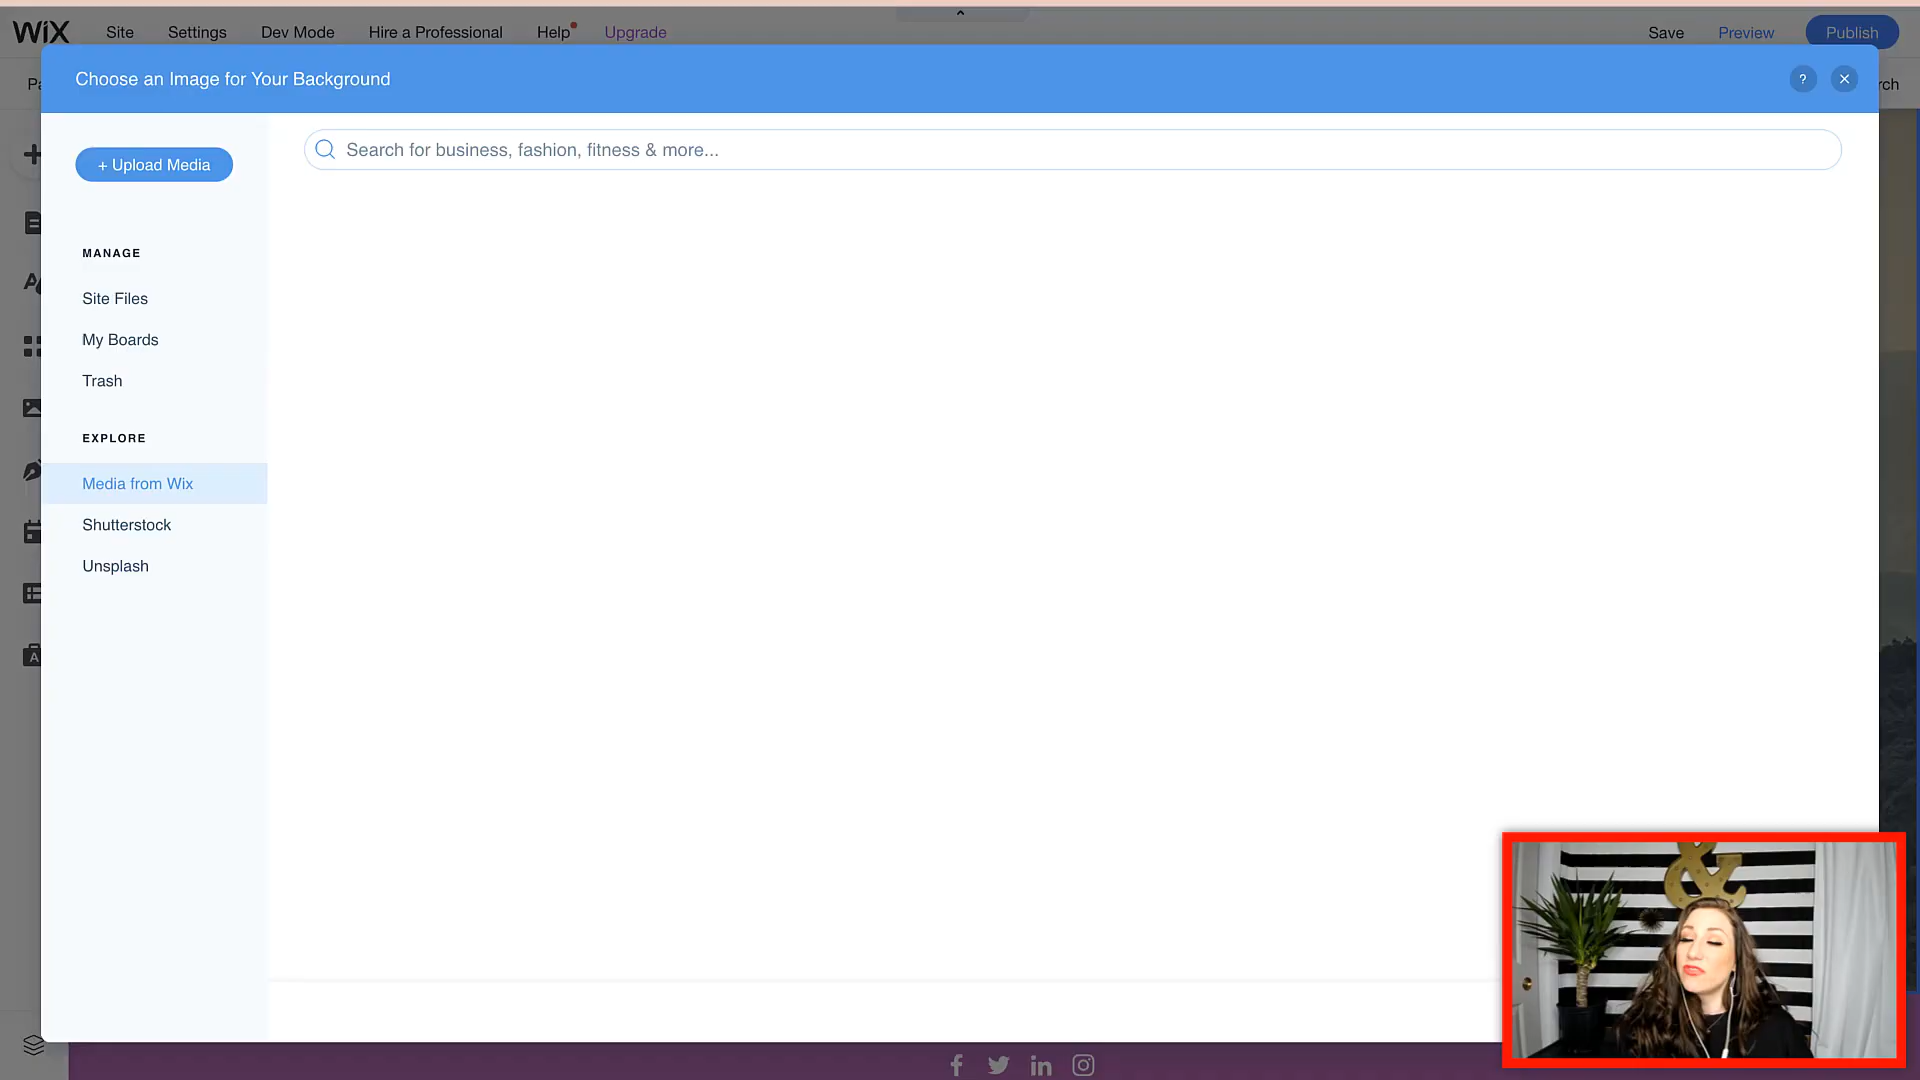 WiX Site Settings Dev Mode Hire a Professional Help Upgrade Save Preview Publish
Choose an Image for Your Background ?
+ Upload Media
Search for business, fashion, fitness & more...
MANAGE
Site Files
My Boards
Trash
EXPLORE
Media from Wix
Shutterstock
Unsplash
A
&